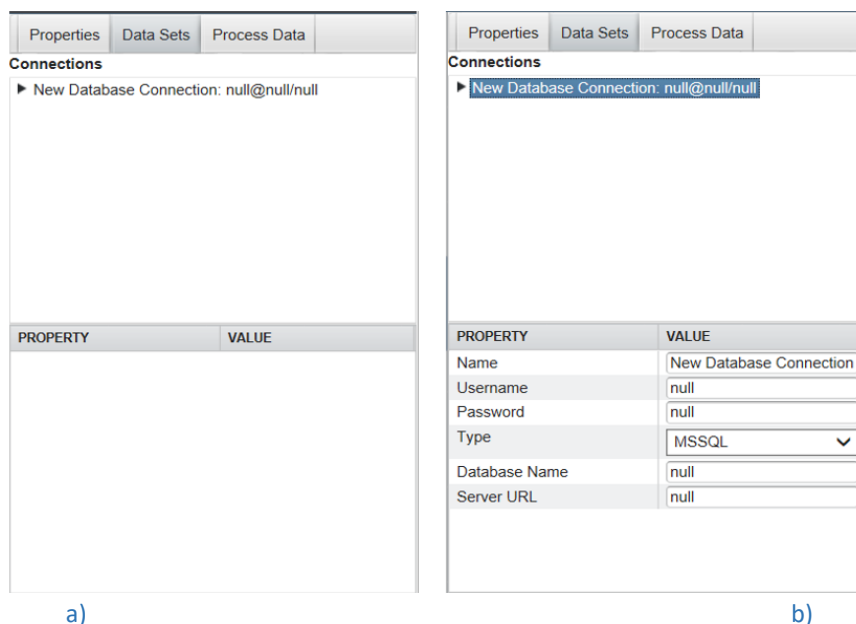 Properties Data Sets Process Data
Connections
New Database Connection: null@null/null
PROPERTY VALUE
a)
Properties Data Sets Process Data
Connections
New Database Connection: null@null/null
PROPERTY VALUE
Name New Database Connection
Username null
Password null
Type MSSQL
Database Name null
Server URL null
b)